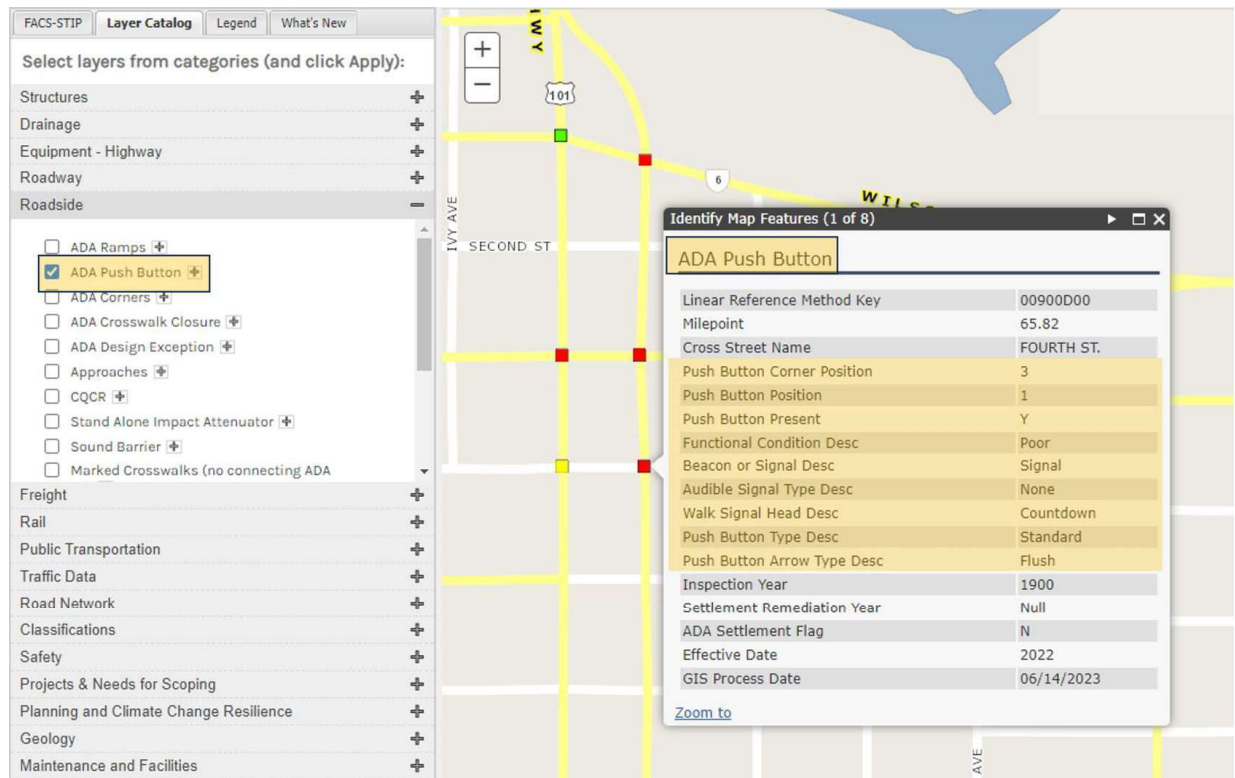 FACS-STIP
Layer Catalog
Legend
What's New
Select layers from categories (and click Apply):
Structures
Drainage
Equipment - Highway
Roadway
Roadside
ADA Ramps
ADA Push Button
ADA Corners
ADA Crosswalk Closure
ADA Design Exception
Approaches
CQCR
Stand Alone Impact Attenuator
Sound Barrier
Marked Crosswalks (no connecting ADA
Freight
Rail
Public Transportation
Traffic Data
Road Network
Classifications
Safety
Projects & Needs for Scoping
Planning and Climate Change Resilience
Geology
Maintenance and Facilities
HWY
101
6
IVY AVE
SECOND ST
Identify Map Features (1 of 8)
ADA Push Button
Linear Reference Method Key 00900D00
Milepoint 65.82
Cross Street Name FOURTH ST.
Push Button Corner Position 3
Push Button Position 1
Push Button Present Y
Functional Condition Desc Poor
Beacon or Signal Desc Signal
Audible Signal Type Desc None
Walk Signal Head Desc Countdown
Push Button Type Desc Standard
Push Button Arrow Type Desc Flush
Inspection Year 1900
Settlement Remediation Year Null
ADA Settlement Flag N
Effective Date 2022
GIS Process Date 06/14/2023
Zoom to
AVE